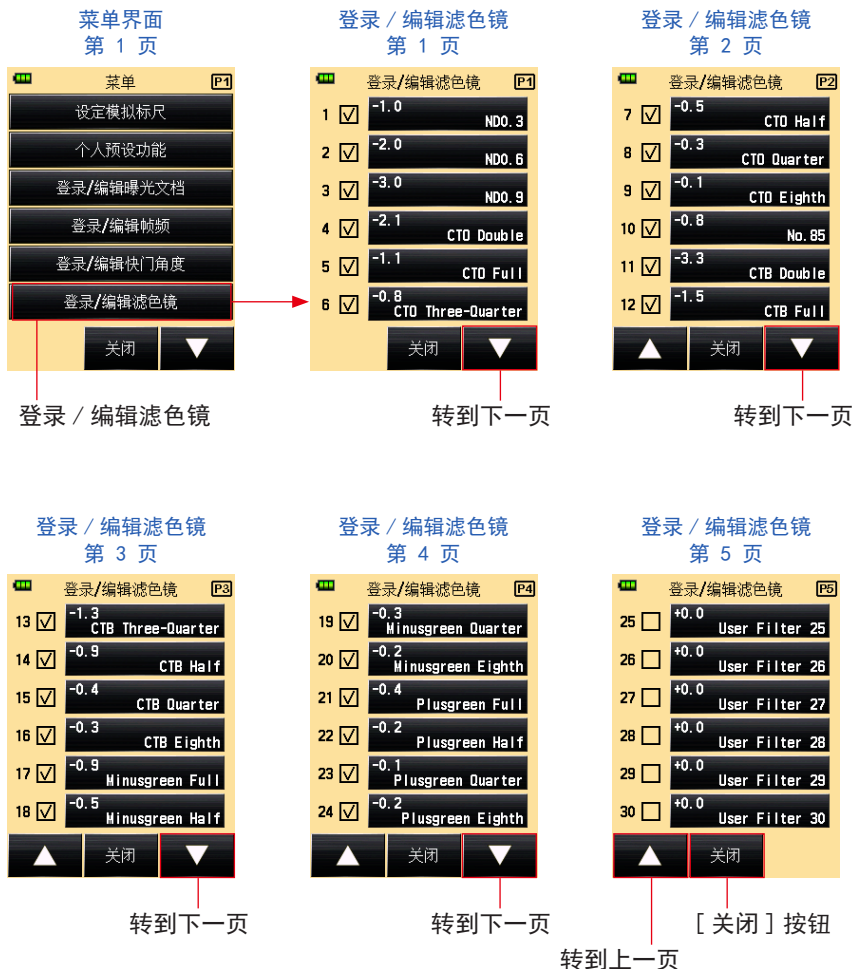 菜单界面
第 1 页
菜单
P1
设定模拟标尺
个人预设功能
登录/编辑曝光文档
登录/编辑帧频
登录/编辑快门角度
登录/编辑滤色镜
关闭
登录 / 编辑滤色镜
登录 / 编辑滤色镜
第 1 页
登录/编辑滤色镜
P1
1 -1.0 ND0.3
2 -2.0 ND0.6
3 -3.0 ND0.9
4 -2.1 CTO Double
5 -1.1 CTO Full
6 -0.8 CTO Three-Quarter
关闭
转到下一页
登录 / 编辑滤色镜
第 2 页
登录/编辑滤色镜
P2
7 -0.5 CTO Half
8 -0.3 CTO Quarter
9 -0.1 CTO Eighth
10 -0.8 No.85
11 -3.3 CTB Double
12 -1.5 CTB Full
关闭
转到下一页
登录 / 编辑滤色镜
第 3 页
登录/编辑滤色镜
P3
13 -1.3 CTB Three-Quarter
14 -0.9 CTB Half
15 -0.4 CTB Quarter
16 -0.3 CTB Eighth
17 -0.9 Minusgreen Full
18 -0.5 Minusgreen Half
关闭
转到下一页
登录 / 编辑滤色镜
第 4 页
登录/编辑滤色镜
P4
19 -0.3 Minusgreen Quarter
20 -0.2 Minusgreen Eighth
21 -0.4 Plusgreen Full
22 -0.2 Plusgreen Half
23 -0.1 Plusgreen Quarter
24 -0.2 Plusgreen Eighth
关闭
转到下一页
登录 / 编辑滤色镜
第 5 页
登录/编辑滤色镜
P5
25 +0.0 User Filter 25
26 +0.0 User Filter 26
27 +0.0 User Filter 27
28 +0.0 User Filter 28
29 +0.0 User Filter 29
30 +0.0 User Filter 30
关闭
[ 关闭 ] 按钮
转到上一页